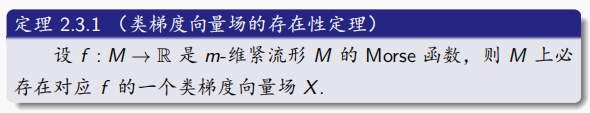 定理 2.3.1 （类梯度向量场的存在性定理）
设 f : M → ℝ 是 m-维紧流形 M 的 Morse 函数，则 M 上必
存在对应 f 的一个类梯度向量场 X.